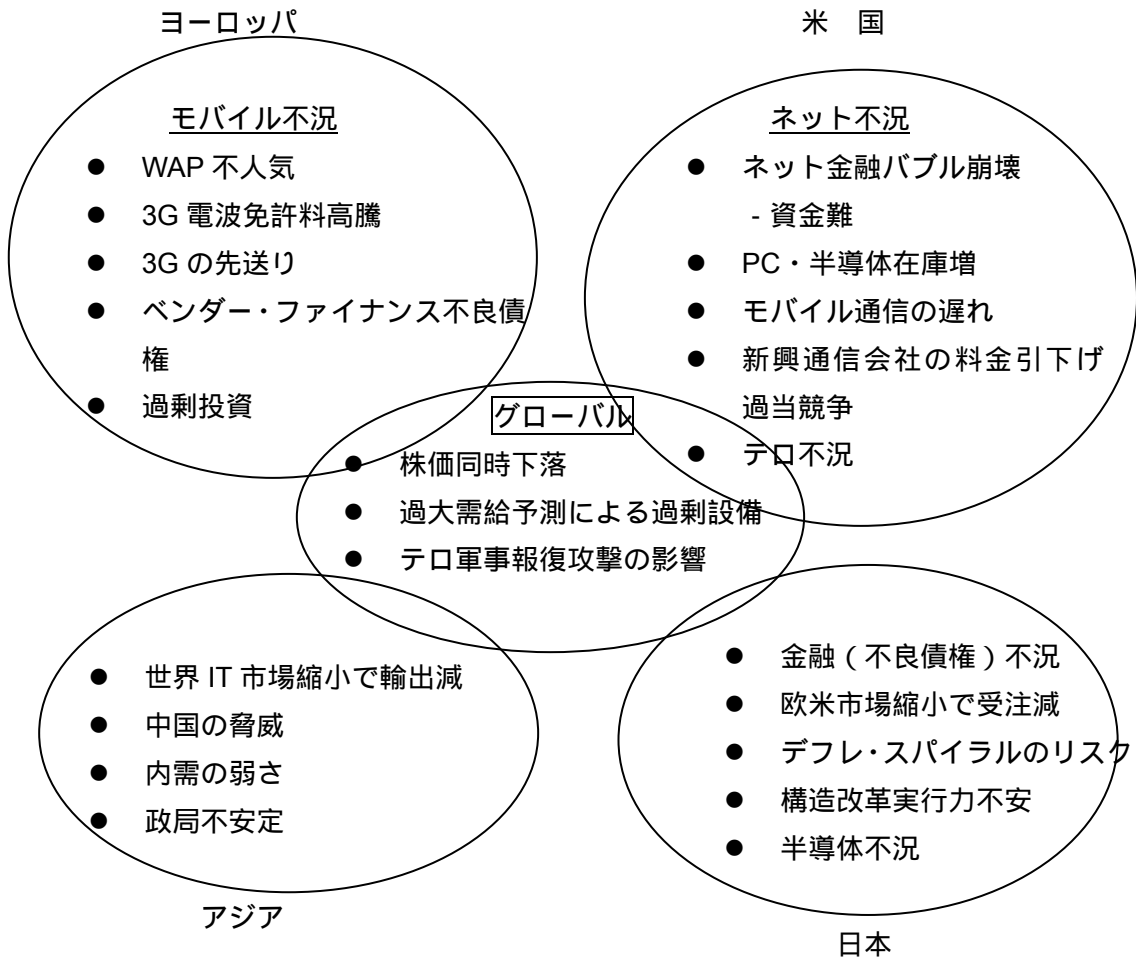 ヨーロッパ
モバイル不況
● WAP 不人気
● 3G 電波免許料高騰
● 3G の先送り
● ベンダー・ファイナンス不良債
権
● 過剰投資
米　国
ネット不況
● ネット金融バブル崩壊
- 資金難
● PC・半導体在庫増
● モバイル通信の遅れ
● 新興通信会社の料金引下げ
過当競争
● テロ不況
グローバル
● 株価同時下落
● 過大需給予測による過剰設備
● テロ軍事報復攻撃の影響
● 世界 IT 市場縮小で輸出減
● 中国の脅威
● 内需の弱さ
● 政局不安定
アジア
● 金融（不良債権）不況
● 欧米市場縮小で受注減
● デフレ・スパイラルのリスク
● 構造改革実行力不安
● 半導体不況
日本